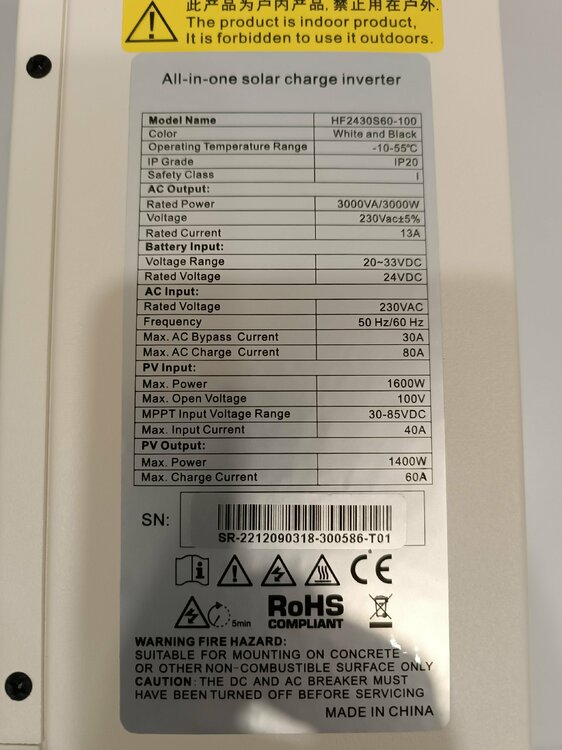 此产品为户内产品,禁止用在户外.
The product is indoor product,
It is forbidden to use it outdoors.
All-in-one solar charge inverter
Model Name HF2430S60-100
Color White and Black
Operating Temperature Range -10-55℃
IP Grade IP20
Safety Class I
AC Output:
Rated Power 3000VA/3000W
Voltage 230Vac±5%
Rated Current 13A
Battery Input:
Voltage Range 20~33VDC
Rated Voltage 24VDC
AC Input:
Rated Voltage 230VAC
Frequency 50 Hz/60 Hz
Max. AC Bypass Current 30A
Max. AC Charge Current 80A
PV Input:
Max. Power 1600W
Max. Open Voltage 100V
MPPT Input Voltage Range 30-85VDC
Max. Input Current 40A
PV Output:
Max. Power 1400W
Max. Charge Current 60A
SN:
SR-2212090318-300586-T01
CE
5min RoHS
COMPLIANT
WARNING FIRE HAZARD:
SUITABLE FOR MOUNTING ON CONCRETE
OR OTHER NON-COMBUSTIBLE SURFACE ONLY
CAUTION: THE DC AND AC BREAKER MUST
HAVE BEEN TURNED OFF BEFORE SERVICING
MADE IN CHINA